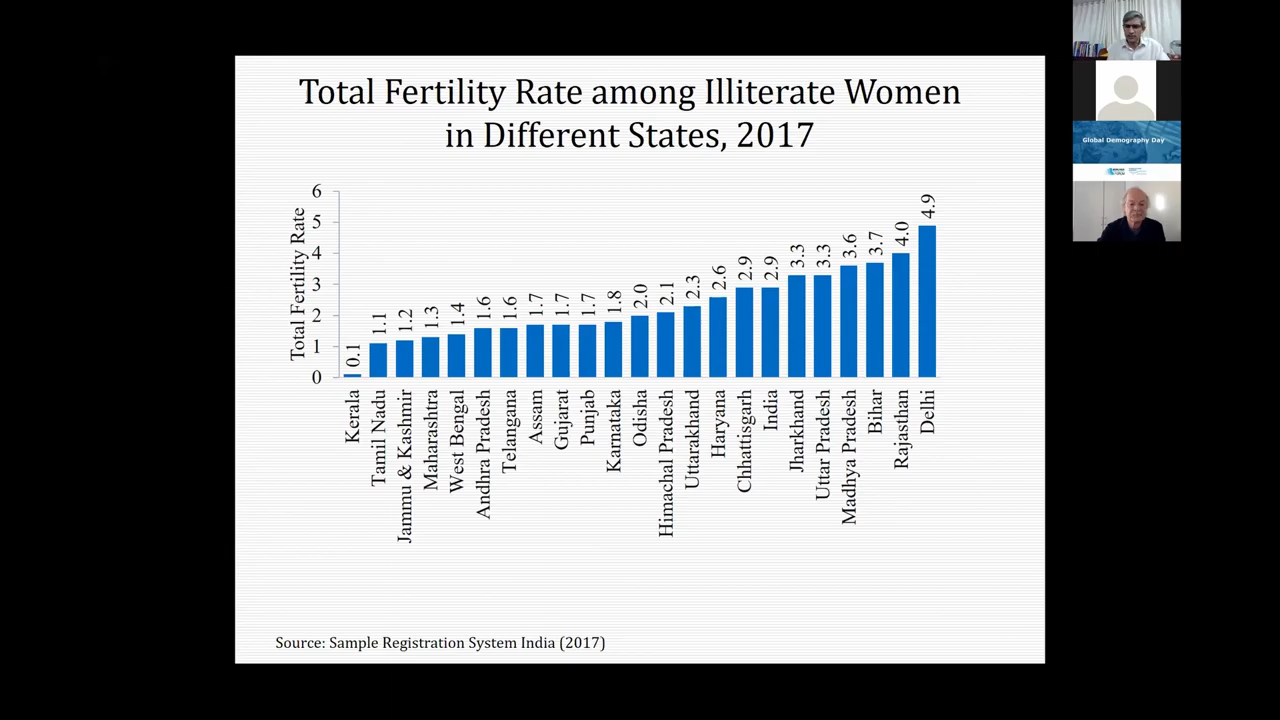 Total Fertility Rate among Illiterate Women
in Different States, 2017
Total Fertility Rate
6
5
4
3
2
1
0
0.1
1.1
1.2
1.3
1.4
1.6
1.6
1.7
1.7
1.7
1.8
2.0
2.1
2.3
2.6
2.9
2.9
3.3
3.3
3.6
3.7
4.0
4.9
Kerala
Tamil Nadu
Jammu & Kashmir
Maharashtra
West Bengal
Andhra Pradesh
Telangana
Assam
Gujarat
Punjab
Karnataka
Odisha
Himachal Pradesh
Uttarakhand
Haryana
Chhattisgarh
India
Jharkhand
Uttar Pradesh
Madhya Pradesh
Bihar
Rajasthan
Delhi
Source: Sample Registration System India (2017)
Global Demography Day